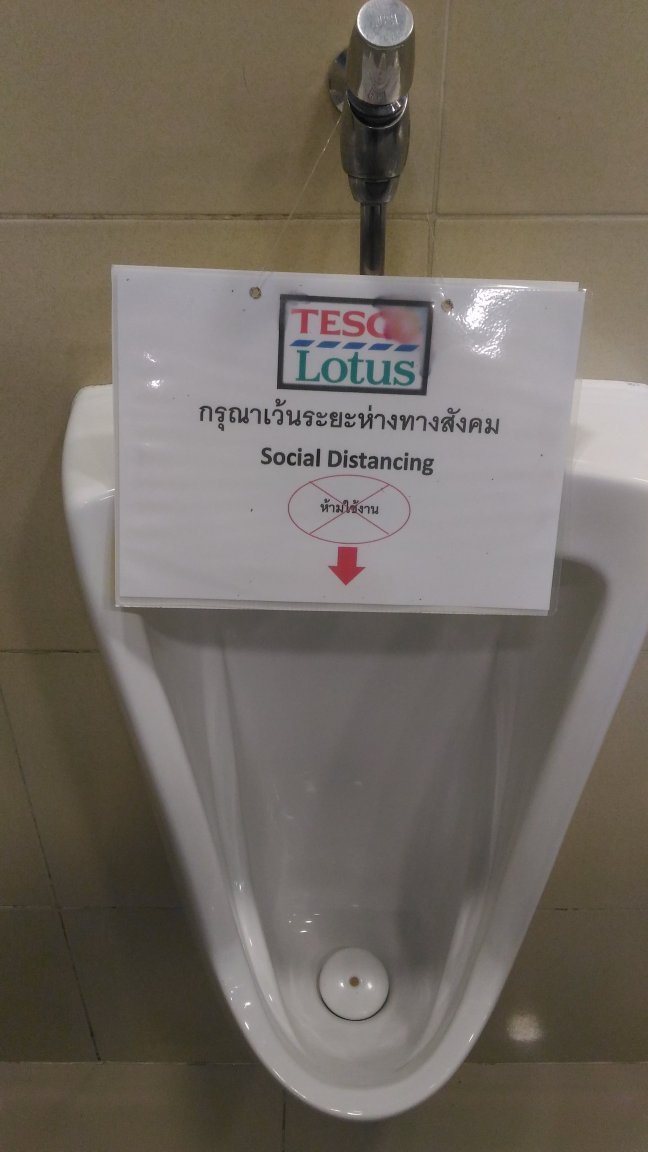 TESCO
Lotus
กรุณาเว้นระยะห่างทางสังคม
Social Distancing
ห้ามใช้งาน